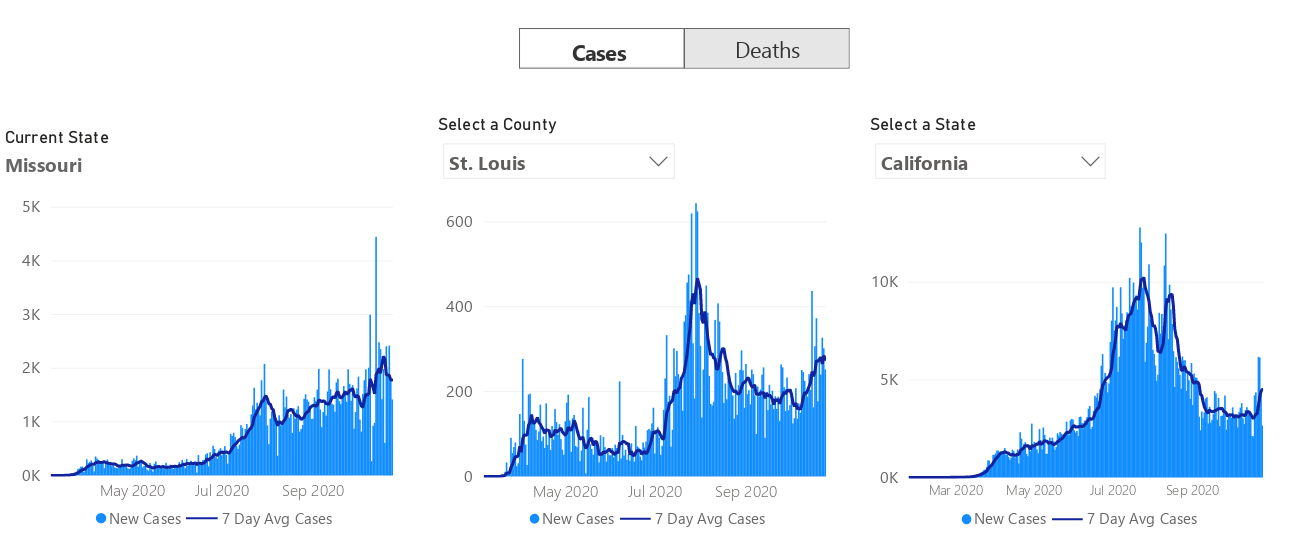 Cases Deaths
Current State
Missouri
5K
4K
3K
2K
1K
0K
May 2020 Jul 2020 Sep 2020
New Cases 7 Day Avg Cases
Select a County
St. Louis
600
400
200
0
May 2020 Jul 2020 Sep 2020
New Cases 7 Day Avg Cases
Select a State
California
10K
5K
0K
Mar 2020 May 2020 Jul 2020 Sep 2020
New Cases 7 Day Avg Cases